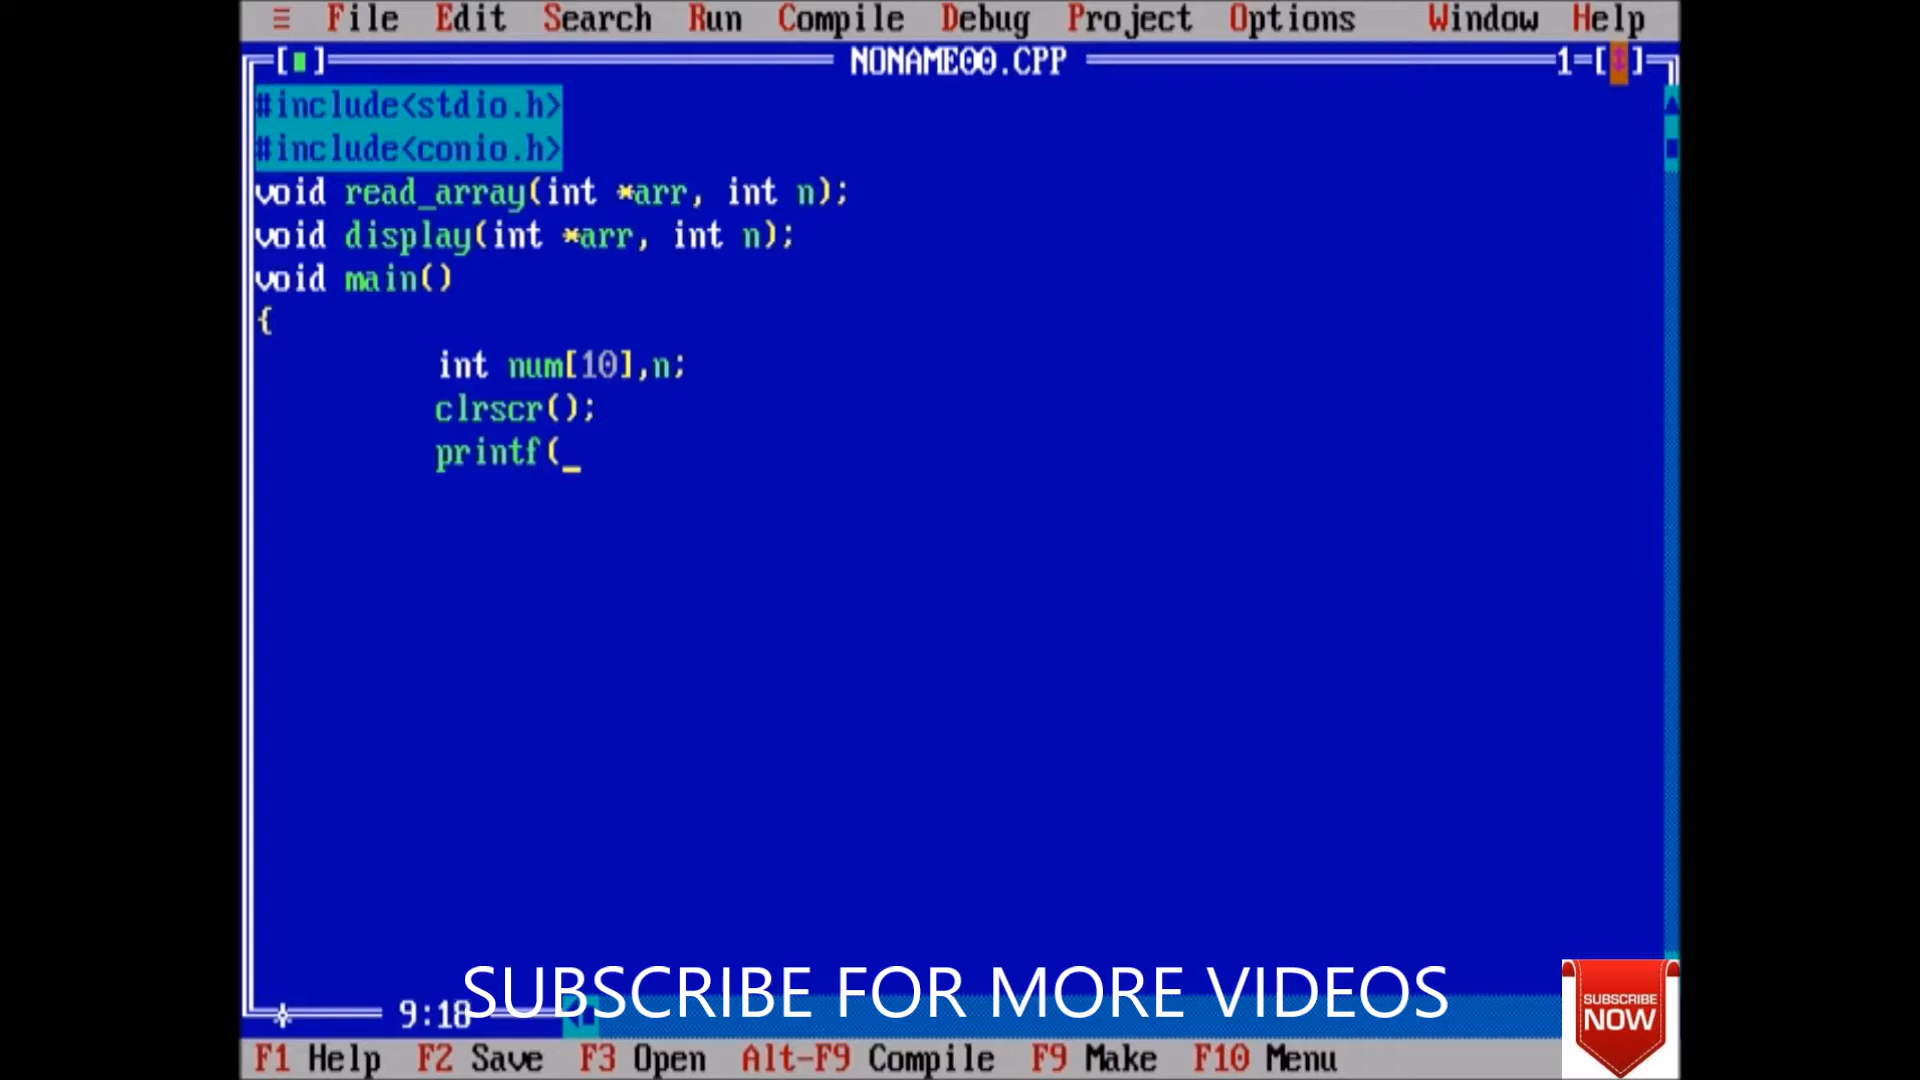 ≡ File Edit Search Run Compile Debug Project Options Window Help
[■] NONAME00.CPP 1=[↕]
#include<stdio.h>
#include<conio.h>
void read_array(int *arr, int n);
void display(int *arr, int n);
void main()
{
int num[10],n;
clrscr();
printf(_
SUBSCRIBE FOR MORE VIDEOS
SUBSCRIBE
NOW
9:18
F1 Help F2 Save F3 Open Alt-F9 Compile F9 Make F10 Menu